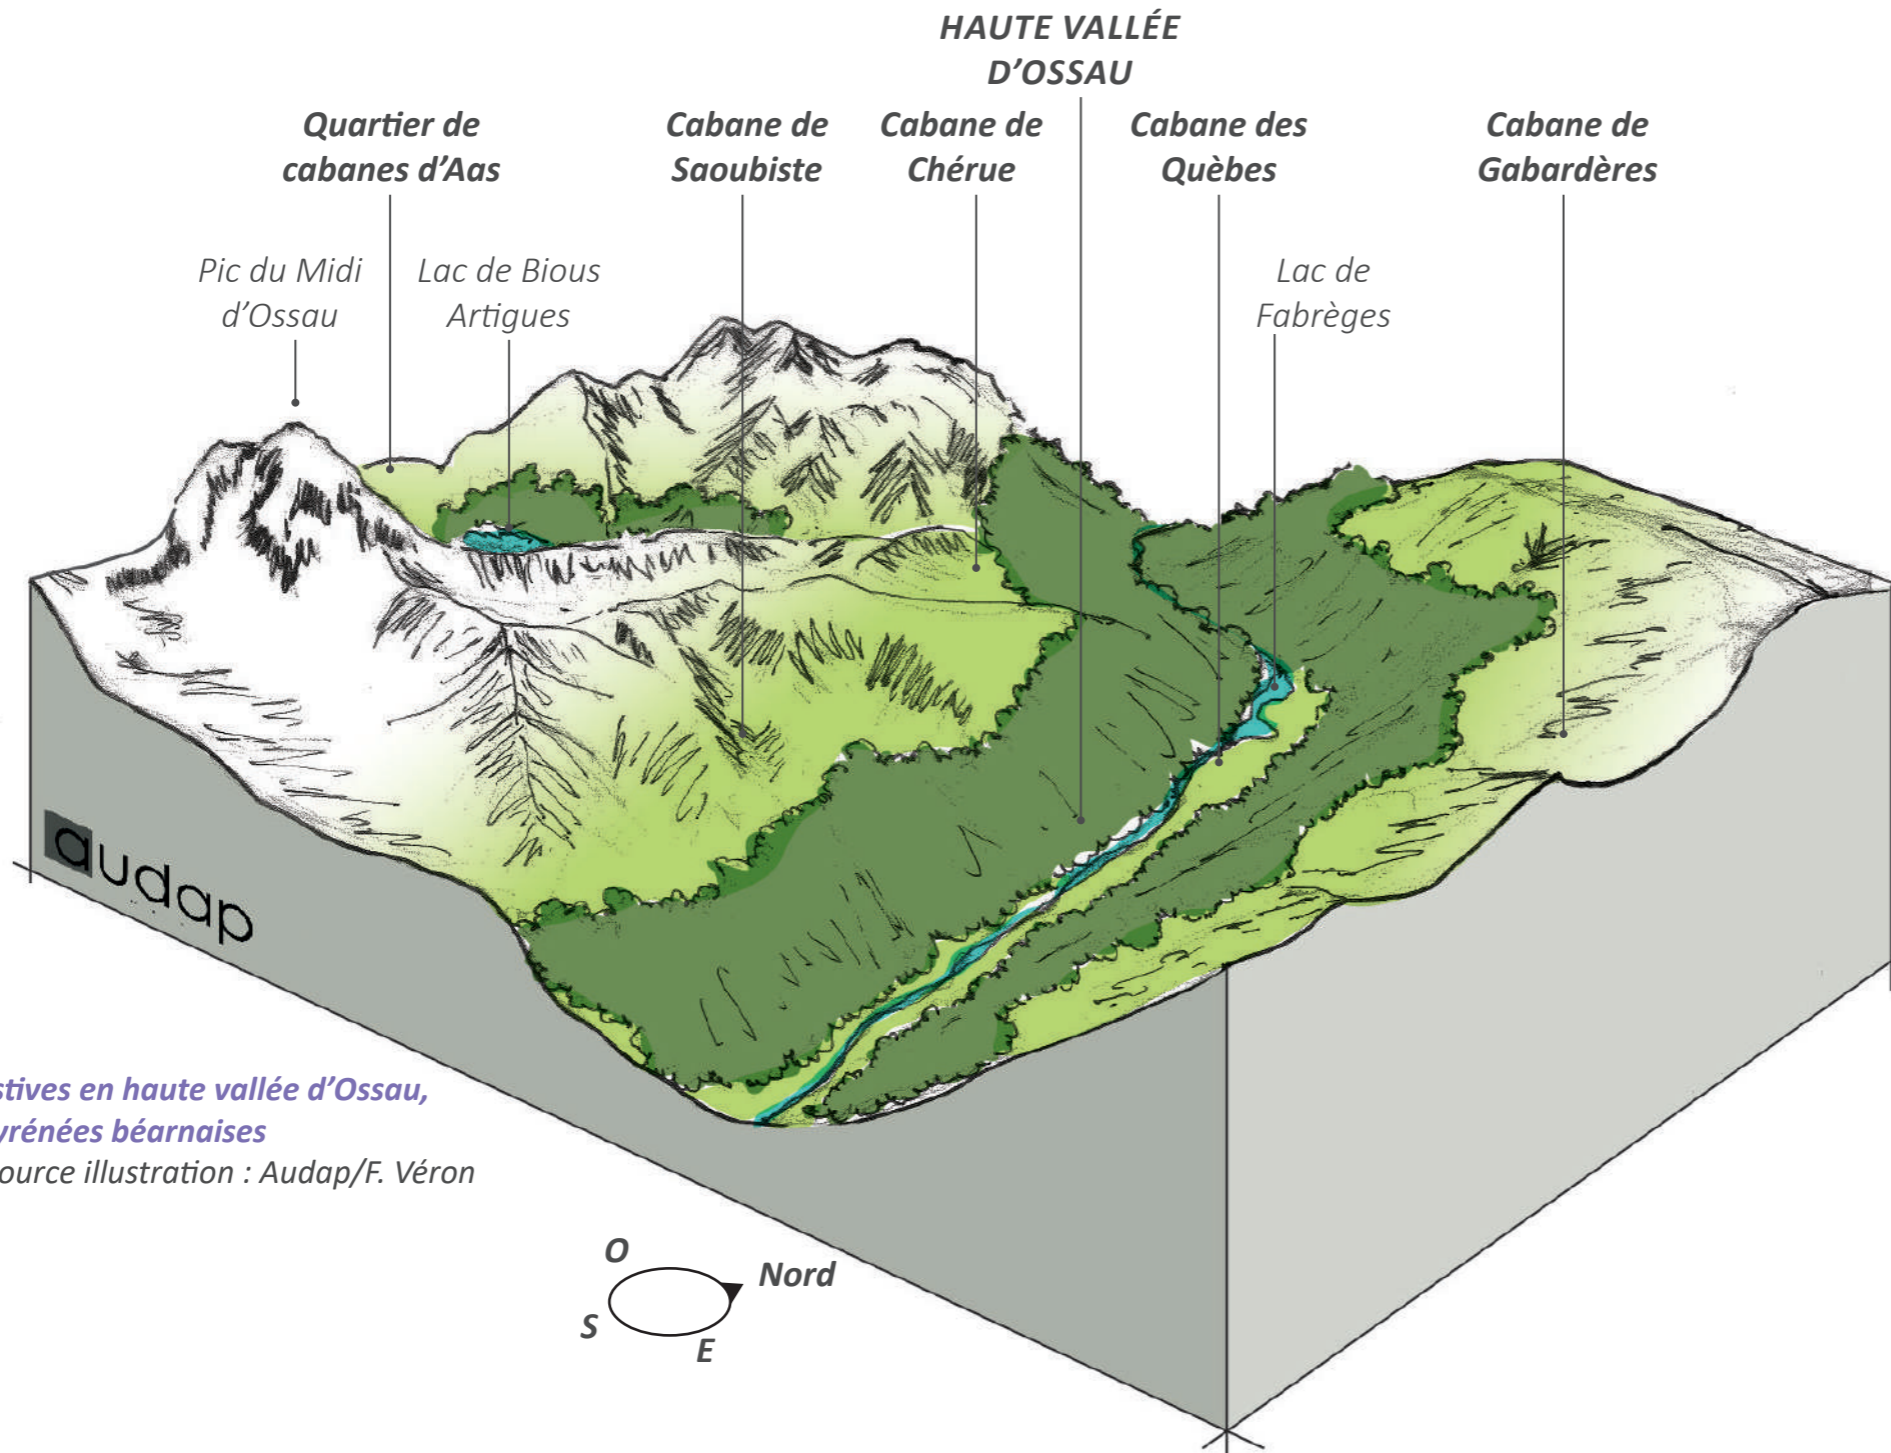 HAUTE VALLÉE
D'OSSAU
Quartier de
cabanes d'Aas
Cabane de
Saoubiste
Cabane de
Chérue
Cabane des
Quèbes
Cabane de
Gabardères
Pic du Midi
d'Ossau
Lac de Bious
Artigues
Lac de
Fabrèges
audap
stives en haute vallée d'Ossau,
yrénées béarnaises
ource illustration : Audap/F. Véron
O
Nord
S
E